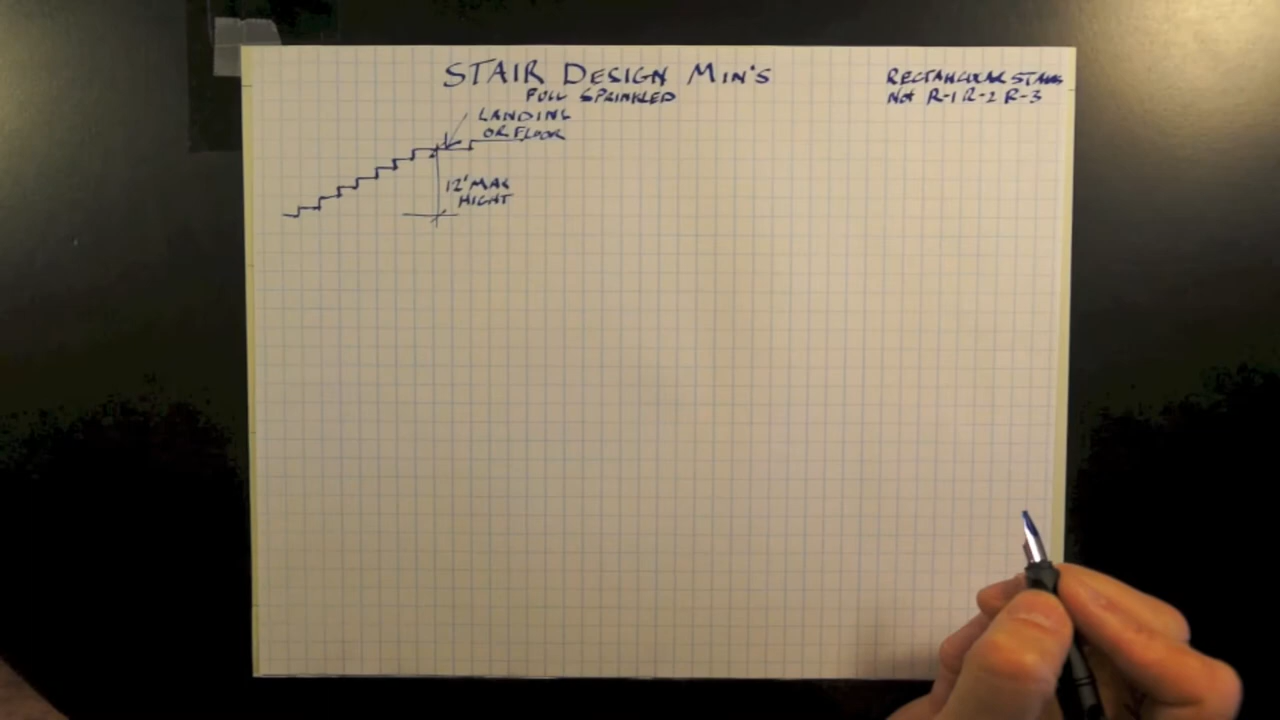 STAIR DESIGN MIN'S
FULL SPRINKLED
RECTANGULAR STAIRS
Not R-1 R-2 R-3
LANDING
OR FLOOR
12' MAX
HIGHT